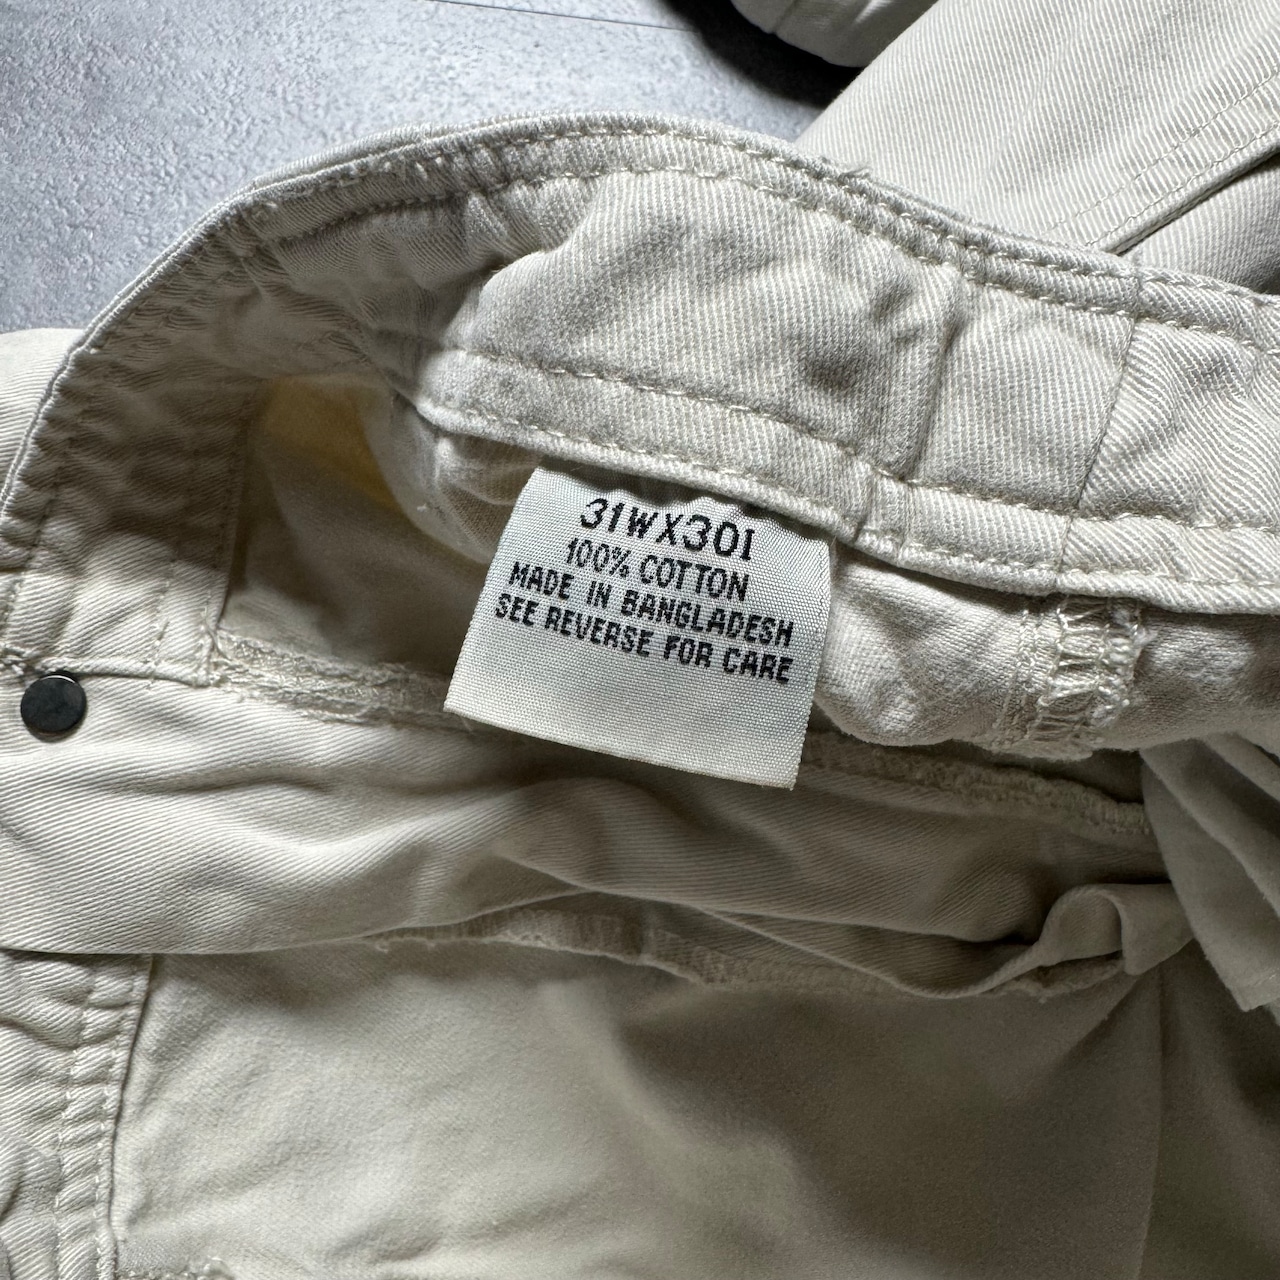 31WX30I
100% COTTON
MADE IN BANGLADESH
SEE REVERSE FOR CARE